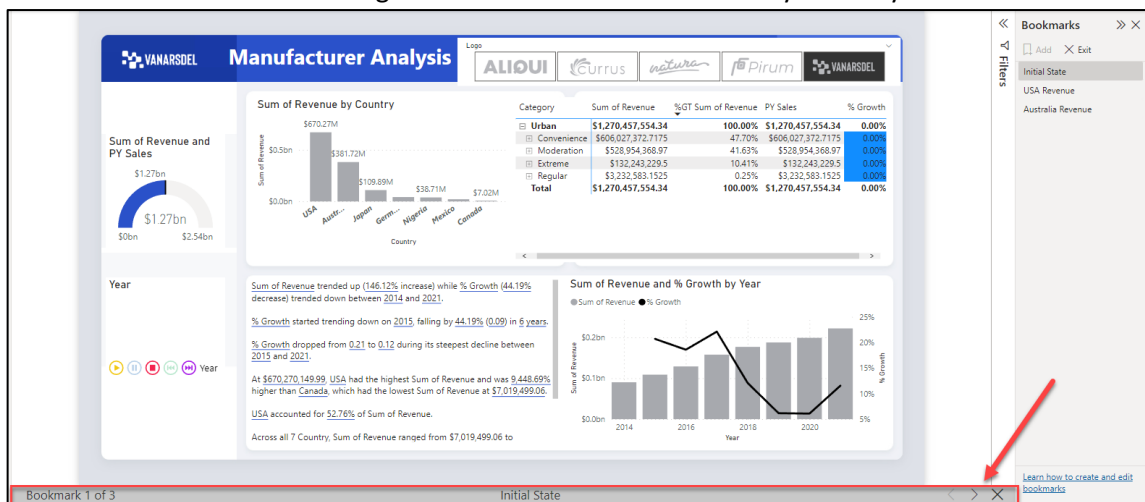 VANARSDEL
Manufacturer Analysis
Logo
ALIQUI
Currus
natura
Pirum
VANARSDEL
Sum of Revenue and
PY Sales
$1.27bn
$1.27bn
$0bn
$2.54bn
Sum of Revenue by Country
Sum of Revenue
$0.5bn
$0.0bn
$670.27M
$381.72M
$109.89M
$38.71M
$7.02M
USA
Austr...
Japan
Germ...
Nigeria
Mexico
Canada
Country
Category Sum of Revenue %GT Sum of Revenue PY Sales % Growth
Urban $1,270,457,554.34 100.00% $1,270,457,554.34 0.00%
Convenience $606,027,372.7175 47.70% $606,027,372.7175 0.00%
Moderation $528,954,368.97 41.63% $528,954,368.97 0.00%
Extreme $132,243,229.5 10.41% $132,243,229.5 0.00%
Regular $3,232,583.1525 0.25% $3,232,583.1525 0.00%
Total $1,270,457,554.34 100.00% $1,270,457,554.34 0.00%
Year
Year
Sum of Revenue trended up (146.12% increase) while % Growth (44.19%
decrease) trended down between 2014 and 2021.
% Growth started trending down on 2015, falling by 44.19% (0.09) in 6 years.
% Growth dropped from 0.21 to 0.12 during its steepest decline between
2015 and 2021.
At $670,270,149.99, USA had the highest Sum of Revenue and was 9,448.69%
higher than Canada, which had the lowest Sum of Revenue at $7,019,499.06.
USA accounted for 52.76% of Sum of Revenue.
Across all 7 Country, Sum of Revenue ranged from $7,019,499.06 to
Sum of Revenue and % Growth by Year
Sum of Revenue % Growth
Sum of Revenue
$0.2bn
$0.1bn
$0.0bn
2014
2016
2018
2020
Year
25%
20%
15%
10%
5%
% Growth
Filters
Bookmarks
Add Exit
Initial State
USA Revenue
Australia Revenue
Learn how to create and edit
bookmarks
Bookmark 1 of 3
Initial State